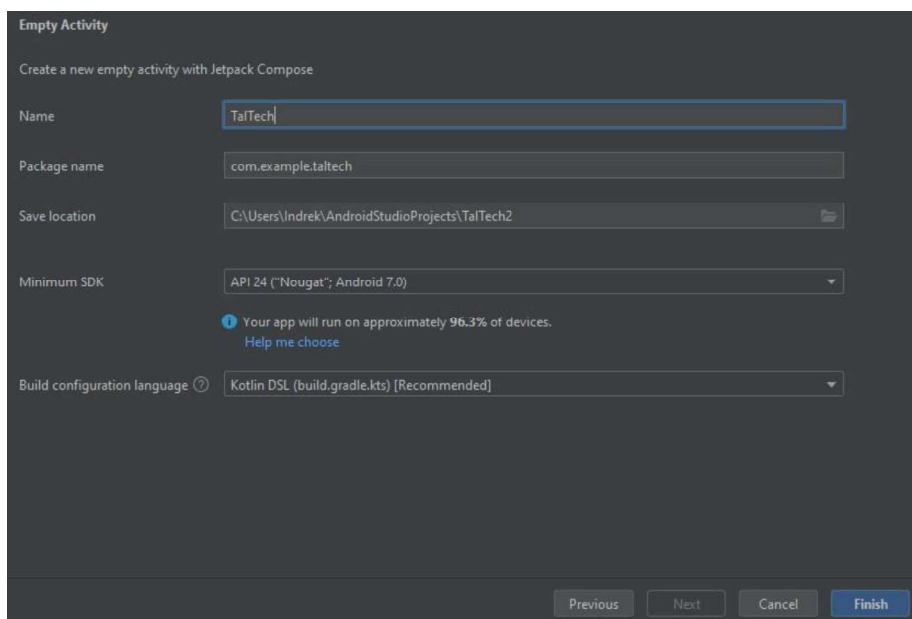 Empty Activity
Create a new empty activity with Jetpack Compose
Name TalTech
Package name com.example.taltech
Save location C:\Users\Indrek\AndroidStudioProjects\TalTech2
Minimum SDK API 24 ("Nougat"; Android 7.0)
Your app will run on approximately 96.3% of devices.
Help me choose
Build configuration language ? Kotlin DSL (build.gradle.kts) [Recommended]
Previous Next Cancel Finish